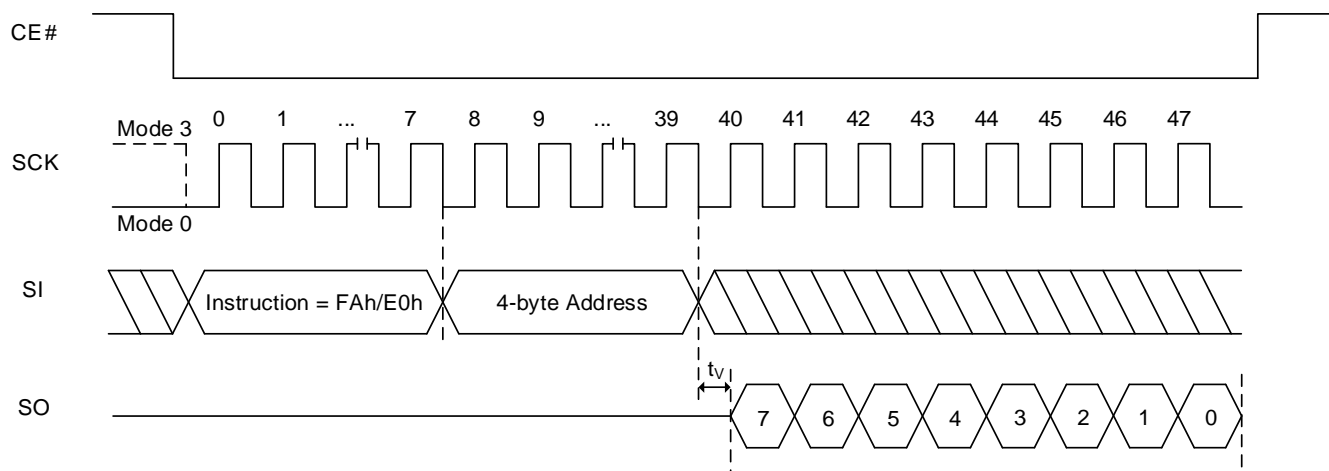 CE#
Mode 3
0 1 ... 7 8 9 ... 39 40 41 42 43 44 45 46 47
SCK
Mode 0
SI
Instruction = FAh/E0h
4-byte Address
tV
SO
7 6 5 4 3 2 1 0